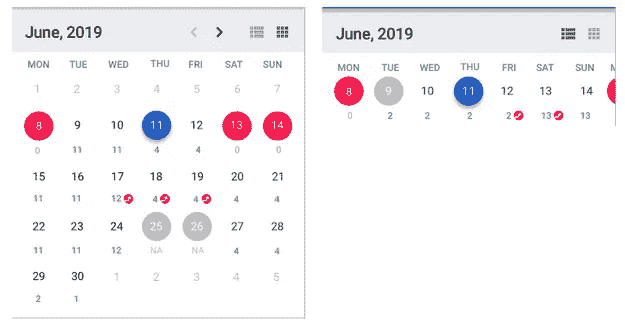 June, 2019
MON TUE WED THU FRI SAT SUN
1 2 3 4 5 6 7
8 9 10 11 12 13 14
0 11 11 4 4 0 0
15 16 17 18 19 20 21
11 11 12 4 4 4 4
22 23 24 25 26 27 28
11 11 12 NA NA 4 4
29 30 1 2 3 4 5
2 1
June, 2019
MON TUE WED THU FRI SAT SUN M
8 9 10 11 12 13 14
0 2 2 2 2 13 13